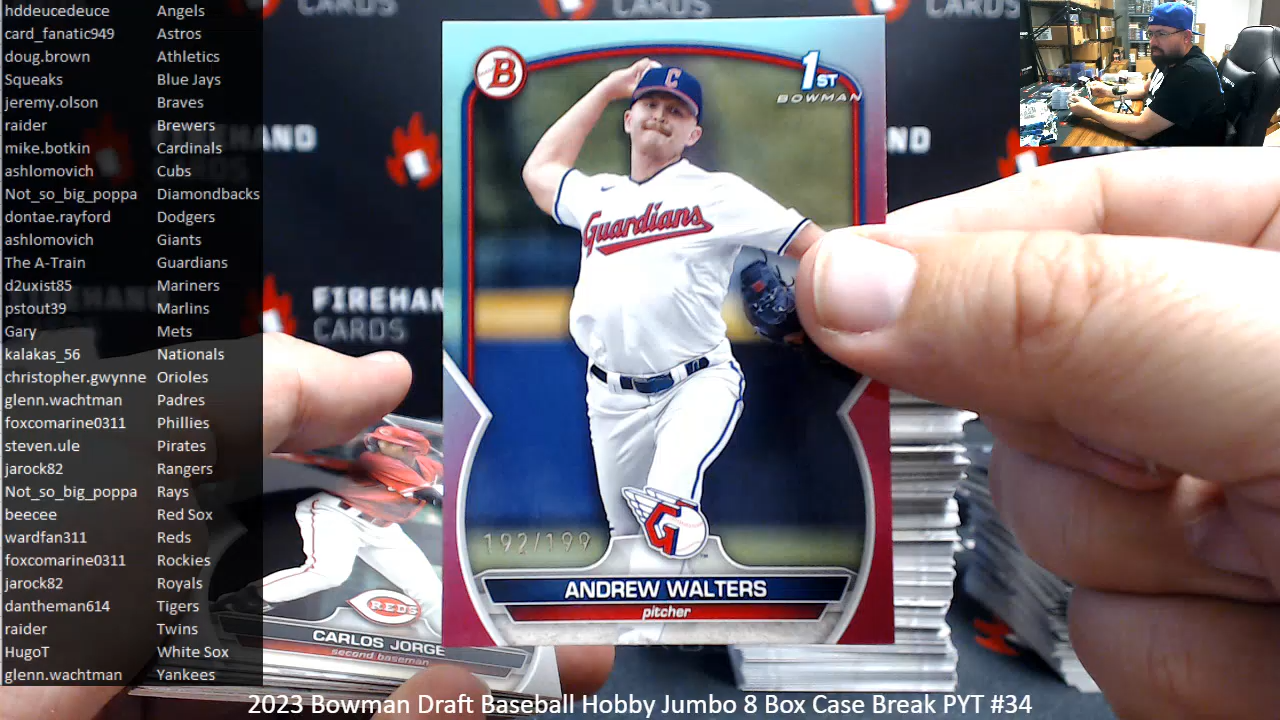 hddeucedeuce Angels
card_fanatic949 Astros
doug.brown Athletics
Squeaks Blue Jays
jeremy.olson Braves
raider Brewers
mike.botkin Cardinals
ashlomovich Cubs
Not_so_big_poppa Diamondbacks
dontae.rayford Dodgers
ashlomovich Giants
The A-Train Guardians
d2uxist85 Mariners
pstout39 Marlins
Gary Mets
kalakas_56 Nationals
christopher.gwynne Orioles
glenn.wachtman Padres
foxcomarine0311 Phillies
steven.ule Pirates
jarock82 Rangers
Not_so_big_poppa Rays
beecee Red Sox
wardfan311 Reds
foxcomarine0311 Rockies
jarock82 Royals
dantheman614 Tigers
raider Twins
HugoT White Sox
glenn.wachtman Yankees
CARDS
CARDS
CARDS
FIREHAND
CARDS
FIREHAN
CARDS
B
1ST
BOWMAN
C
Guardians
G
192/199
ANDREW WALTERS
pitcher
REDS
CARLOS JORGE
second baseman
2023 Bowman Draft Baseball Hobby Jumbo 8 Box Case Break PYT #34